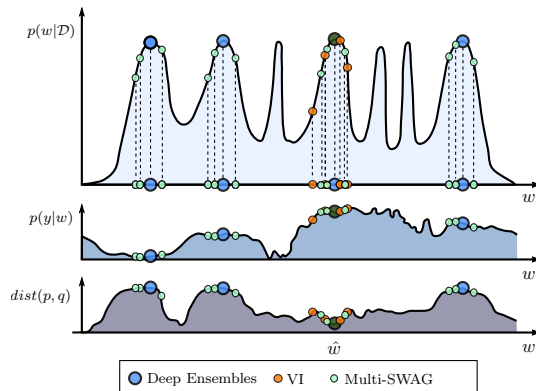 p(w|𝒟)
w
p(y|w)
w
dist(p, q)
ŵ
w
Deep Ensembles VI Multi-SWAG